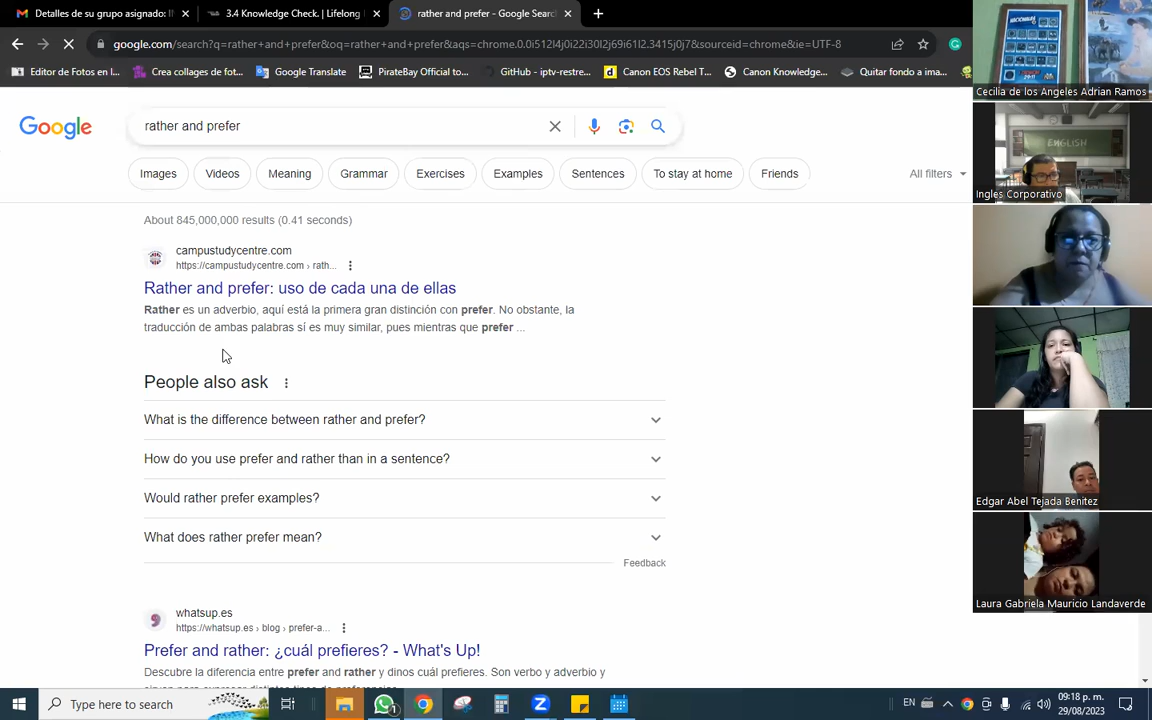 Detalles de su grupo asignado: I
3.4 Knowledge Check. | Lifelong
rather and prefer - Google Searc
google.com/search?q=rather+and+prefer&oq=rather+and+prefer&aqs=chrome.0.0i512l4j0i22i30l2j69i61l2.3415j0j7&sourceid=chrome&ie=UTF-8
Editor de Fotos en l...
Crea collages de fot...
Google Translate
PirateBay Official to...
GitHub - iptv-restre...
Canon EOS Rebel T...
Canon Knowledge...
Quitar fondo a ima...
Google
rather and prefer
Images
Videos
Meaning
Grammar
Exercises
Examples
Sentences
To stay at home
Friends
All filters
About 845,000,000 results (0.41 seconds)
campustudycentre.com
https://campustudycentre.com › rath...
Rather and prefer: uso de cada una de ellas
Rather es un adverbio, aquí está la primera gran distinción con prefer. No obstante, la
traducción de ambas palabras sí es muy similar, pues mientras que prefer ...
People also ask
What is the difference between rather and prefer?
How do you use prefer and rather than in a sentence?
Would rather prefer examples?
What does rather prefer mean?
Feedback
whatsup.es
https://whatsup.es › blog › prefer-a...
Prefer and rather: ¿cuál prefieres? - What's Up!
Descubre la diferencia entre prefer and rather y dinos cuál prefieres. Son verbo y adverbio y
Cecilia de los Angeles Adrian Ramos
ENGLISH
Ingles Corporativo
Edgar Abel Tejada Benitez
Laura Gabriela Mauricio Landaverde
Type here to search
1
EN
09:18 p. m.
29/08/2023